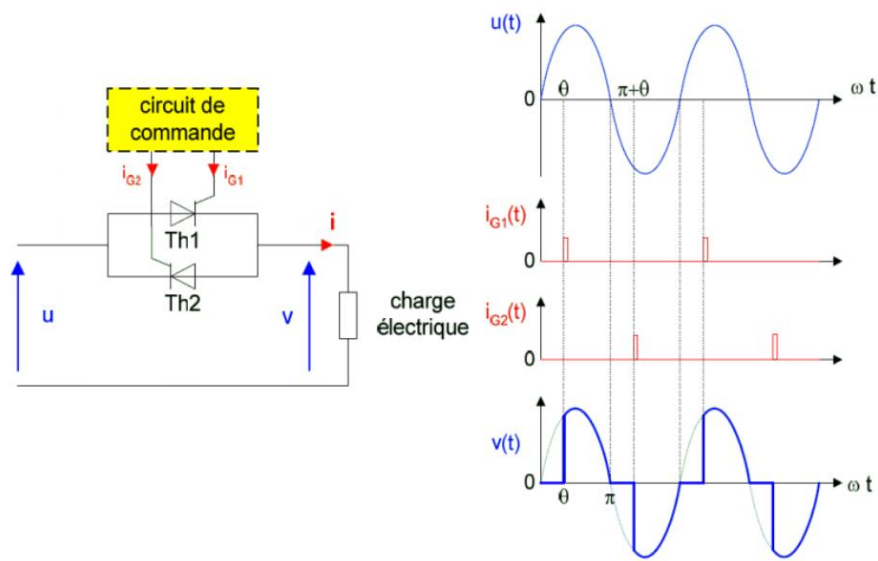 circuit de
commande
iG2
iG1
i
Th1
Th2
u
v
charge
électrique
u(t)
0
θ
π+θ
ω t
iG1(t)
0
iG2(t)
0
v(t)
0
θ
π
ω t